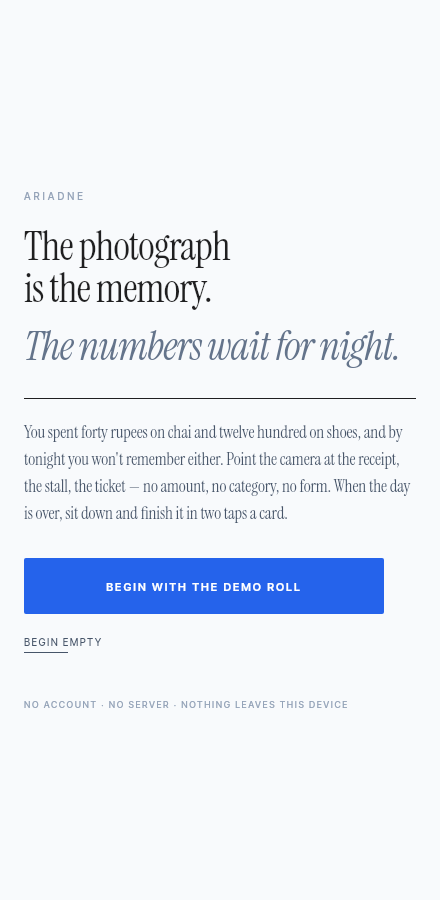 ARIADNE
The photograph
is the memory.
The numbers wait for night.
You spent forty rupees on chai and twelve hundred on shoes, and by
tonight you won't remember either. Point the camera at the receipt,
the stall, the ticket — no amount, no category, no form. When the day
is over, sit down and finish it in two taps a card.
BEGIN WITH THE DEMO ROLL
BEGIN EMPTY
NO ACCOUNT · NO SERVER · NOTHING LEAVES THIS DEVICE